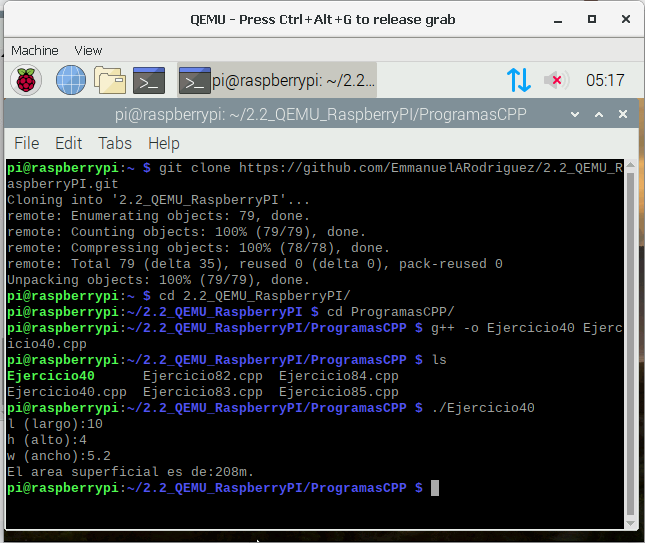 QEMU - Press Ctrl+Alt+G to release grab
Machine View
>_ >_ pi@raspberrypi: ~/2.2... 05:17
pi@raspberrypi: ~/2.2_QEMU_RaspberryPI/ProgramasCPP
File Edit Tabs Help
pi@raspberrypi:~ $ git clone https://github.com/EmmanuelARodriguez/2.2_QEMU_R
aspberryPI.git
Cloning into '2.2_QEMU_RaspberryPI'...
remote: Enumerating objects: 79, done.
remote: Counting objects: 100% (79/79), done.
remote: Compressing objects: 100% (78/78), done.
remote: Total 79 (delta 35), reused 0 (delta 0), pack-reused 0
Unpacking objects: 100% (79/79), done.
pi@raspberrypi:~ $ cd 2.2_QEMU_RaspberryPI/
pi@raspberrypi:~/2.2_QEMU_RaspberryPI $ cd ProgramasCPP/
pi@raspberrypi:~/2.2_QEMU_RaspberryPI/ProgramasCPP $ g++ -o Ejercicio40 Ejerc
icio40.cpp
pi@raspberrypi:~/2.2_QEMU_RaspberryPI/ProgramasCPP $ ls
Ejercicio40 Ejercicio82.cpp Ejercicio84.cpp
Ejercicio40.cpp Ejercicio83.cpp Ejercicio85.cpp
pi@raspberrypi:~/2.2_QEMU_RaspberryPI/ProgramasCPP $ ./Ejercicio40
l (largo):10
h (alto):4
w (ancho):5.2
El area superficial es de:208m.
pi@raspberrypi:~/2.2_QEMU_RaspberryPI/ProgramasCPP $